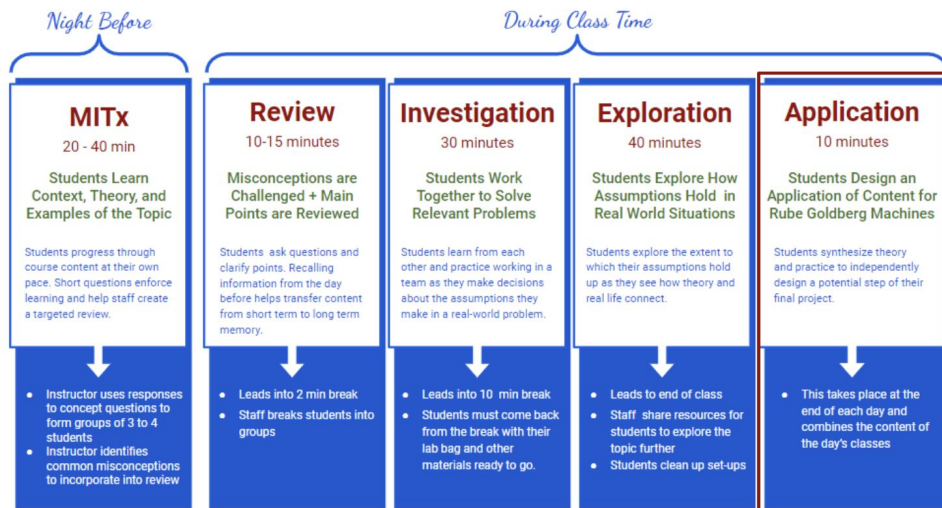 Night Before
During Class Time
MITx
20 - 40 min
Students Learn
Context, Theory, and
Examples of the Topic
Students progress through
course content at their own
pace. Short questions enforce
learning and help staff create
a targeted review.
Instructor uses responses
to concept questions to
form groups of 3 to 4
students
Instructor identifies
common misconceptions
to incorporate into review
Review
10-15 minutes
Misconceptions are
Challenged + Main
Points are Reviewed
Students ask questions and
clarify points. Recalling
information from the day
before helps transfer content
from short term to long term
memory.
Leads into 2 min break
Staff breaks students into
groups
Investigation
30 minutes
Students Work
Together to Solve
Relevant Problems
Students learn from each
other and practice working in a
team as they make decisions
about the assumptions they
make in a real-world problem.
Leads into 10 min break
Students must come back
from the break with their
lab bag and other
materials ready to go.
Exploration
40 minutes
Students Explore How
Assumptions Hold in
Real World Situations
Students explore the extent to
which their assumptions hold
up as they see how theory and
real life connect.
Leads to end of class
Staff share resources for
students to explore the
topic further
Students clean up set-ups
Application
10 minutes
Students Design an
Application of Content for
Rube Goldberg Machines
Students synthesize theory
and practice to independently
design a potential step of their
final project.
This takes place at the
end of each day and
combines the content of
the day's classes